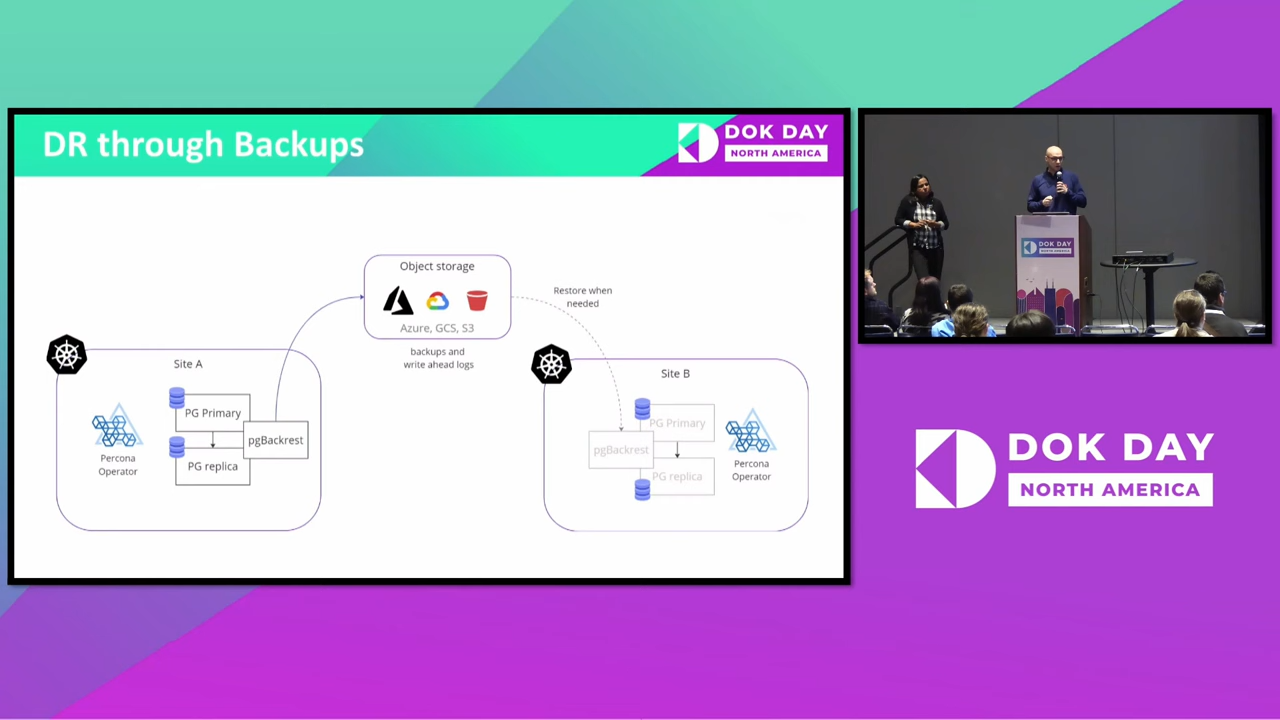 DR through Backups
DOK DAY
NORTH AMERICA
Object storage
Azure, GCS, S3
backups and
write ahead logs
Restore when
needed
Site A
Percona
Operator
PG Primary
PG replica
pgBackrest
Site B
PG Primary
pgBackrest
PG replica
Percona
Operator
DOK DAY
NORTH AMERICA
DOK DAY
NORTH AMERICA